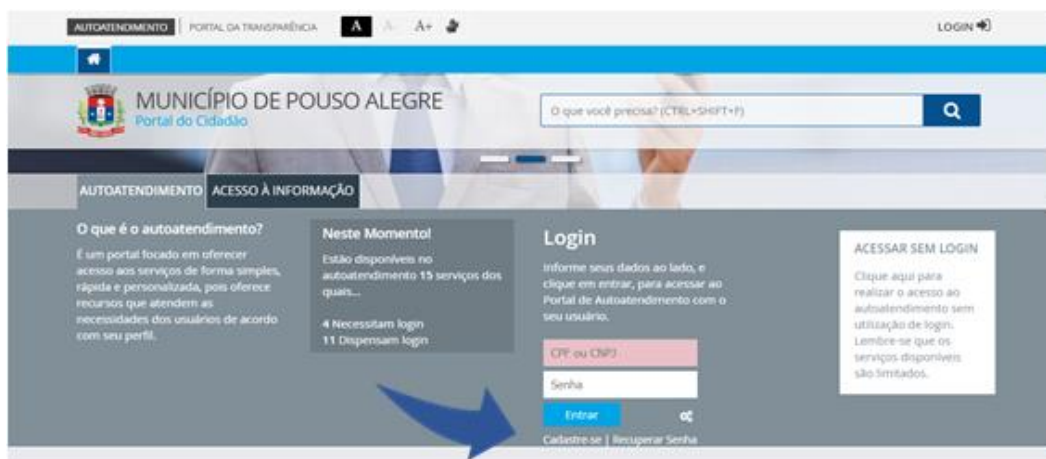 AUTOATENDIMENTO PORTAL DA TRANSPARÊNCIA A A- A+ LOGIN
MUNICÍPIO DE POUSO ALEGRE
Portal do Cidadão
O que você precisa? (CTRL+SHIFT+F)
AUTOATENDIMENTO ACESSO À INFORMAÇÃO
O que é o autoatendimento?
É um portal focado em oferecer
acesso aos serviços de forma simples,
rápida e personalizada, pois oferece
recursos que atendem as
necessidades dos usuários de acordo
com seu perfil.
Neste Momento!
Estão disponíveis no
autoatendimento 15 serviços dos
quais...
4 Necessitam login
11 Dispensam login
Login
Informe seus dados ao lado, e
clique em entrar, para acessar ao
Portal de Autoatendimento com o
seu usuário.
CPF ou CNPJ
Senha
Entrar
Cadastre-se | Recuperar Senha
ACESSAR SEM LOGIN
Clique aqui para
realizar o acesso ao
autoatendimento sem
utilização de login.
Lembre-se que os
serviços disponíveis
são limitados.